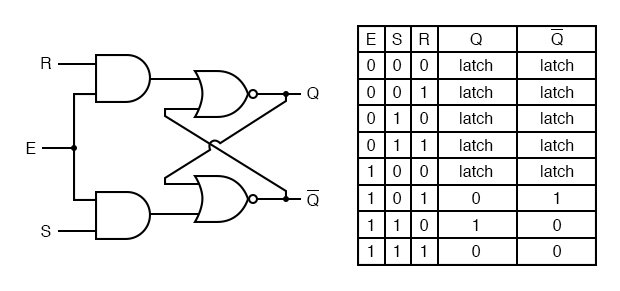 R
Q
E
Q̅
S
E S R Q Q̅
0 0 0 latch latch
0 0 1 latch latch
0 1 0 latch latch
0 1 1 latch latch
1 0 0 latch latch
1 0 1 0 1
1 1 0 1 0
1 1 1 0 0